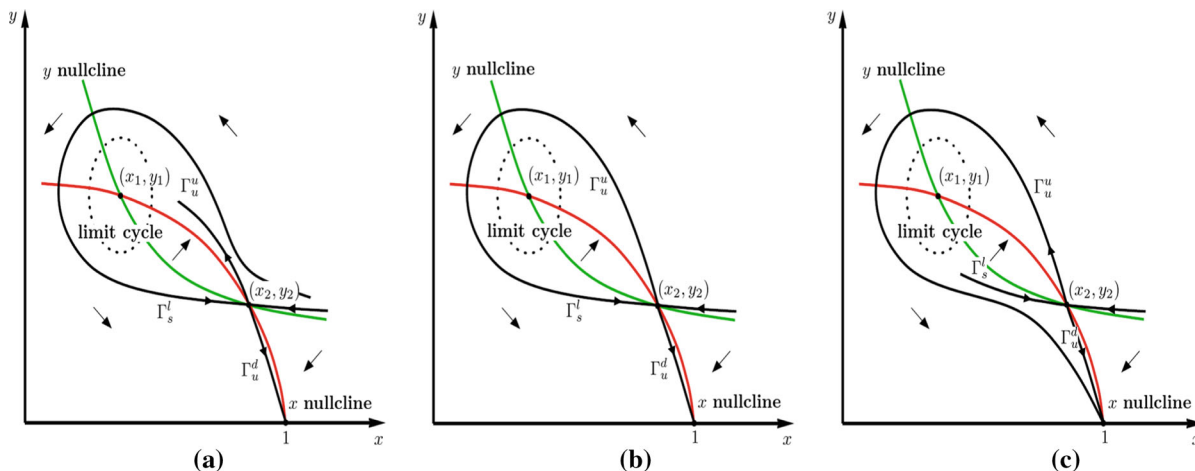 y
y nullcline
(x₁, y₁)
Γᵤᵘ
limit cycle
(x₂, y₂)
Γₛˡ
Γᵤᵈ
x nullcline
1
x
(a)
y
y nullcline
(x₁, y₁)
Γᵤᵘ
limit cycle
(x₂, y₂)
Γₛˡ
Γᵤᵈ
x nullcline
1
x
(b)
y
y nullcline
(x₁, y₁)
Γᵤᵘ
limit cycle
Γₛˡ
(x₂, y₂)
Γᵤᵈ
x nullcline
1
x
(c)